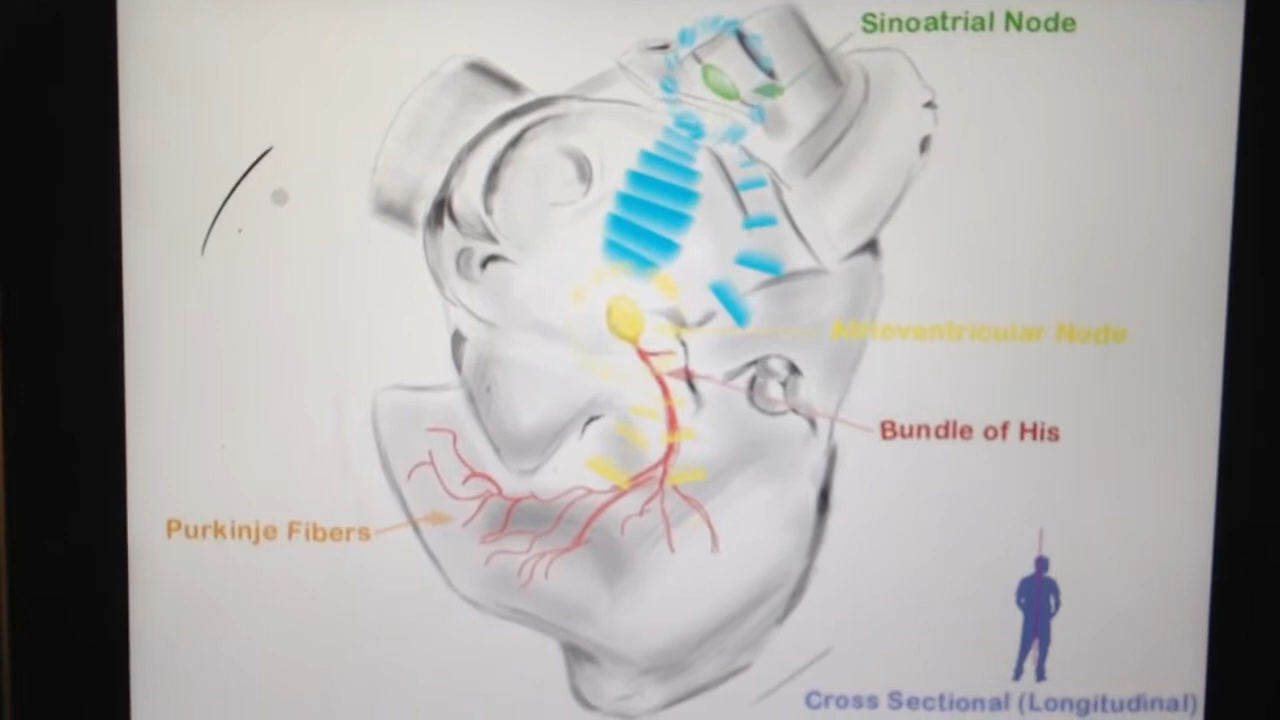 Sinoatrial Node
Atrioventricular Node
Bundle of His
Purkinje Fibers
Cross Sectional (Longitudinal)